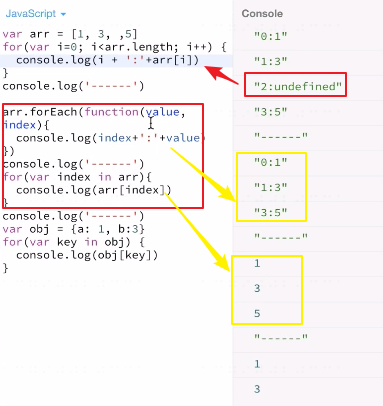 JavaScript
Console
var arr = [1, 3, ,5]
for(var i=0; i<arr.length; i++) {
  console.log(i + ':'+arr[i])
}
console.log('------')
arr.forEach(function(value,
index){
  console.log(index+':'+value)
})
console.log('------')
for(var index in arr){
  console.log(arr[index])
}
console.log('------')
var obj = {a: 1, b:3}
for(var key in obj) {
  console.log(obj[key])
}
"0:1"
"1:3"
"2:undefined"
"3:5"
"------"
"0:1"
"1:3"
"3:5"
"------"
1
3
5
"------"
1
3